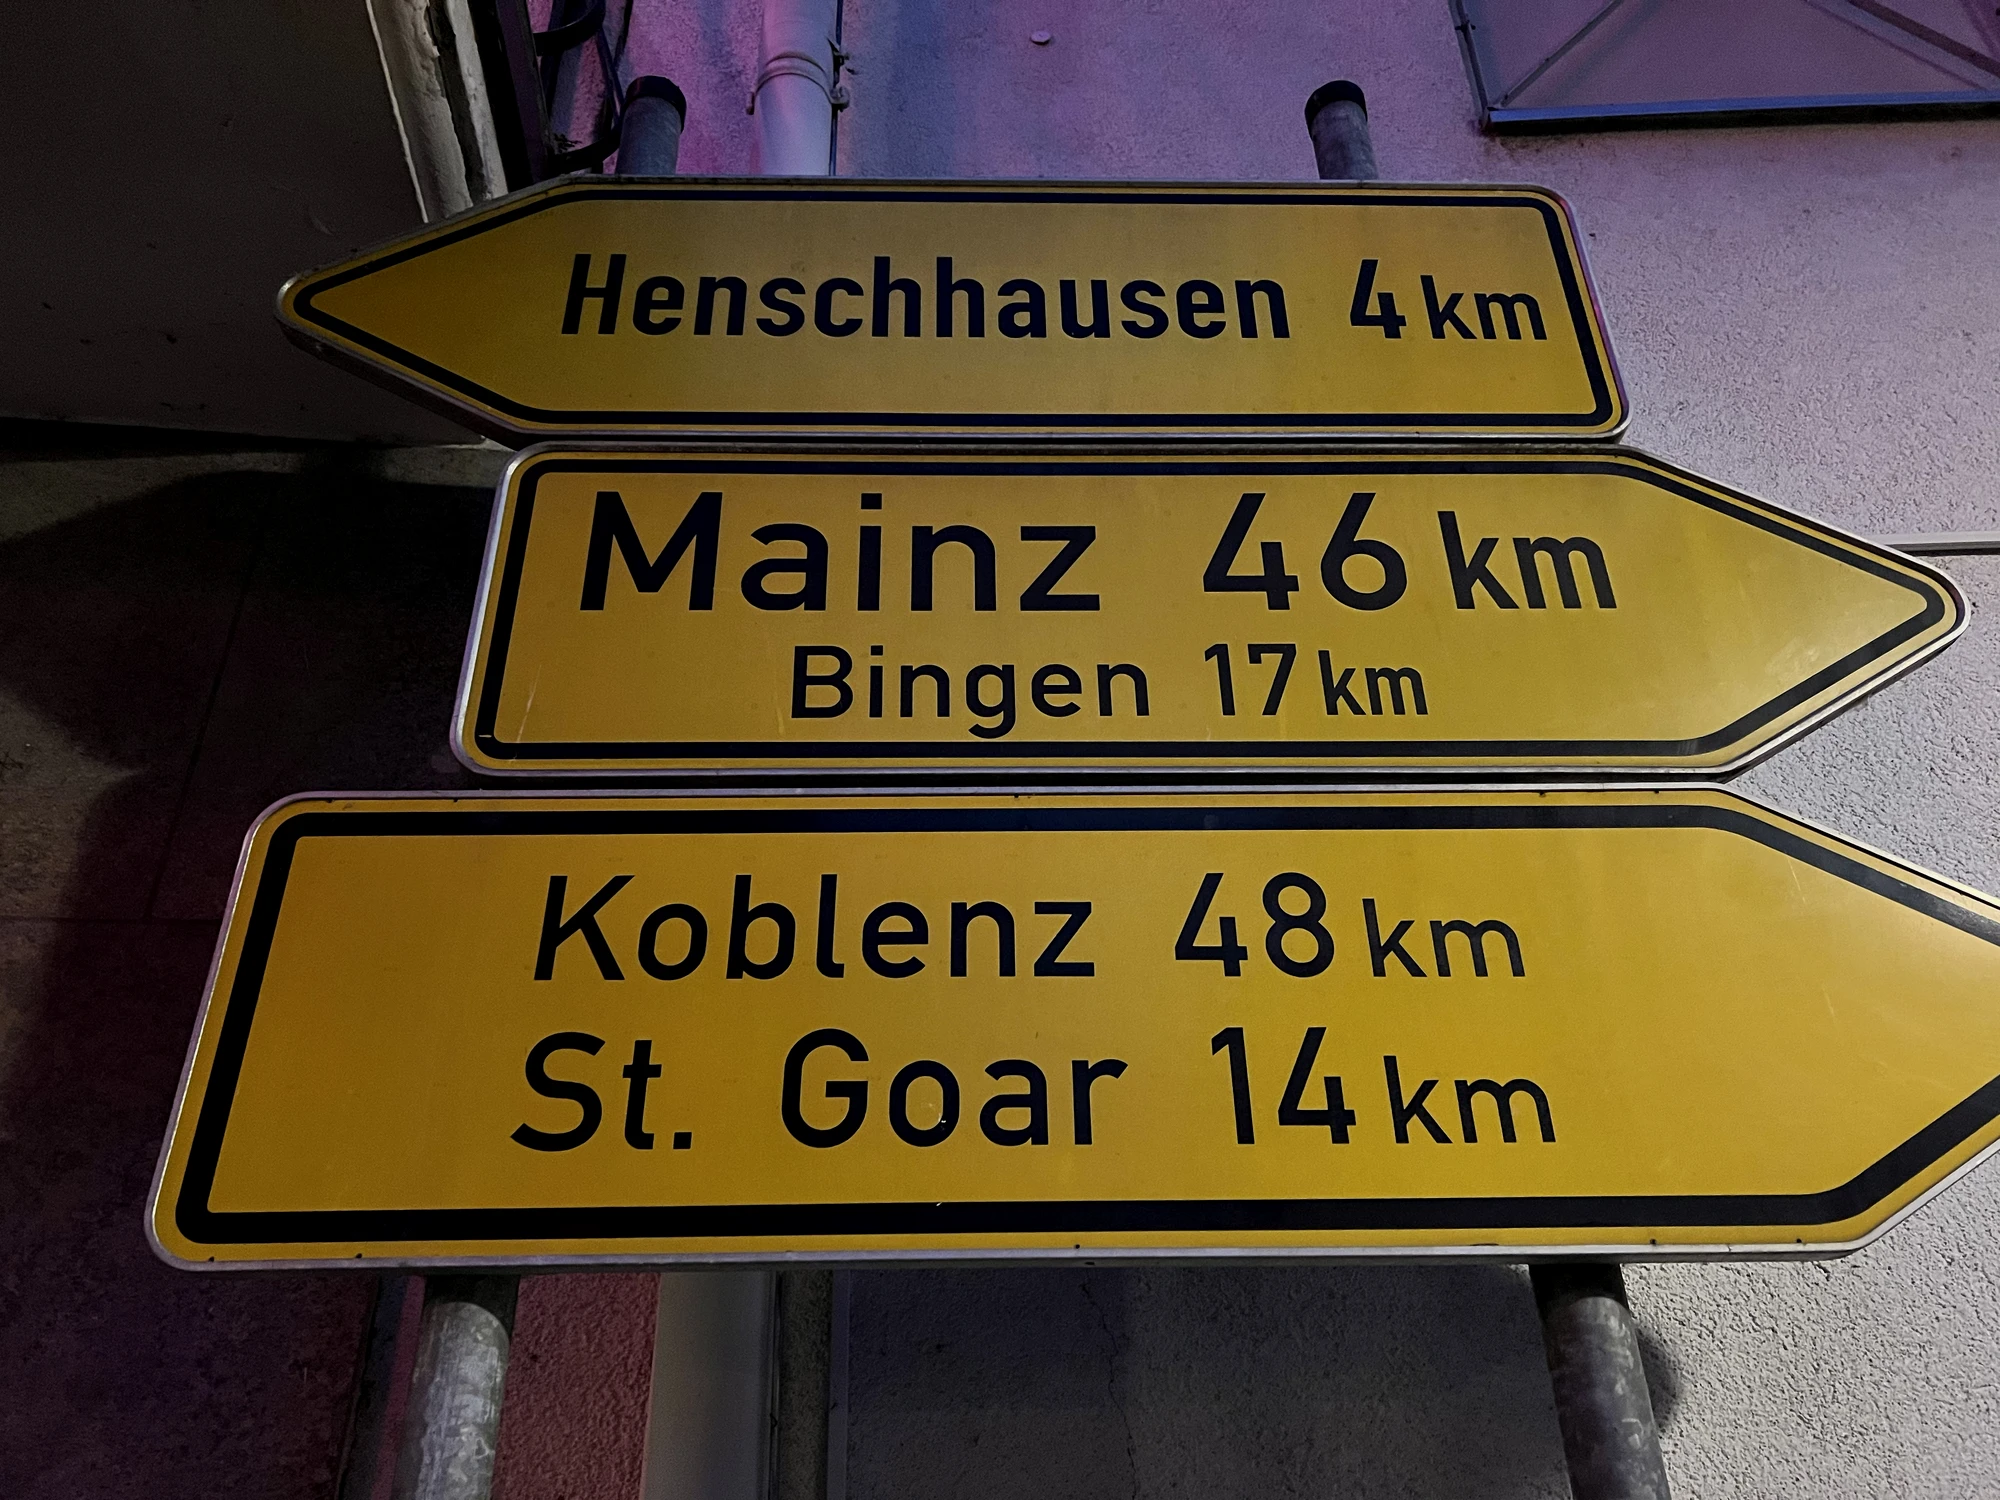 Henschhausen 4 km
Mainz 46 km
Bingen 17 km
Koblenz 48 km
St. Goar 14 km